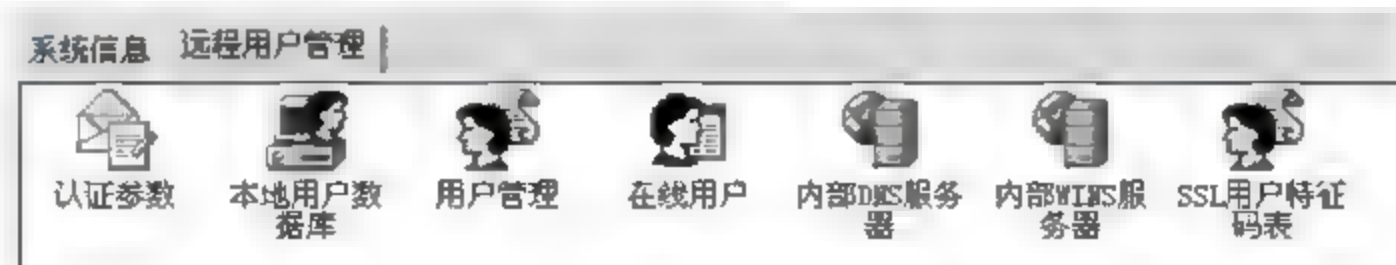 系统信息 远程用户管理
认证参数
本地用户数
据库
用户管理
在线用户
内部DNS服务
器
内部WINS服
务器
SSL用户特征
码表